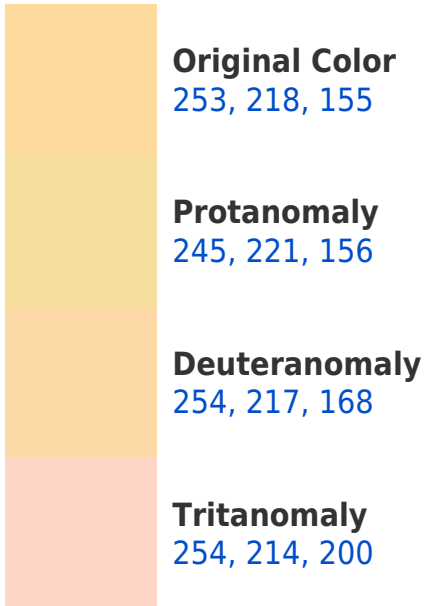 Original Color
253, 218, 155
Protanomaly
245, 221, 156
Deuteranomaly
254, 217, 168
Tritanomaly
254, 214, 200